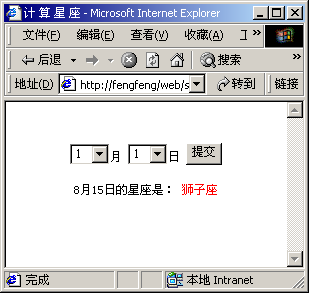 计 算 星 座 - Microsoft Internet Explorer
文件(F) 编辑(E) 查看(V) 收藏(A) 工 »
后退 » 搜索
地址(D) http://fengfeng/web/s 转到 链接
1 月 1 日 提交
8月15日的星座是： 狮子座
完成 本地 Intranet